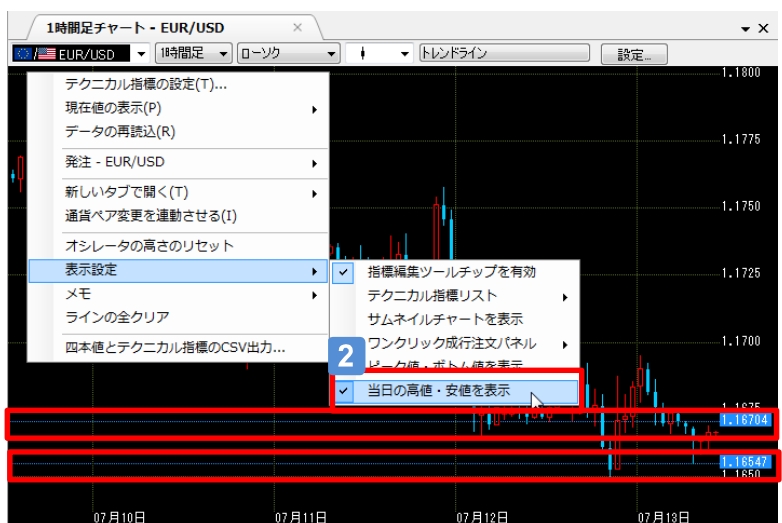 1時間足チャート - EUR/USD
EUR/USD
1時間足
ローソク
トレンドライン
設定...
テクニカル指標の設定(T)...
現在値の表示(P)
データの再読込(R)
発注 - EUR/USD
新しいタブで開く(T)
通貨ペア変更を連動させる(I)
オシレータの高さのリセット
表示設定
メモ
ラインの全クリア
四本値とテクニカル指標のCSV出力...
指標編集ツールチップを有効
テクニカル指標リスト
サムネイルチャートを表示
ワンクリック成行注文パネル
ピーク値・ボトム値を表示
当日の高値・安値を表示
2
1.1800
1.1775
1.1750
1.1725
1.1700
1.1675
1.16704
1.16547
1.1650
07月10日
07月11日
07月12日
07月13日